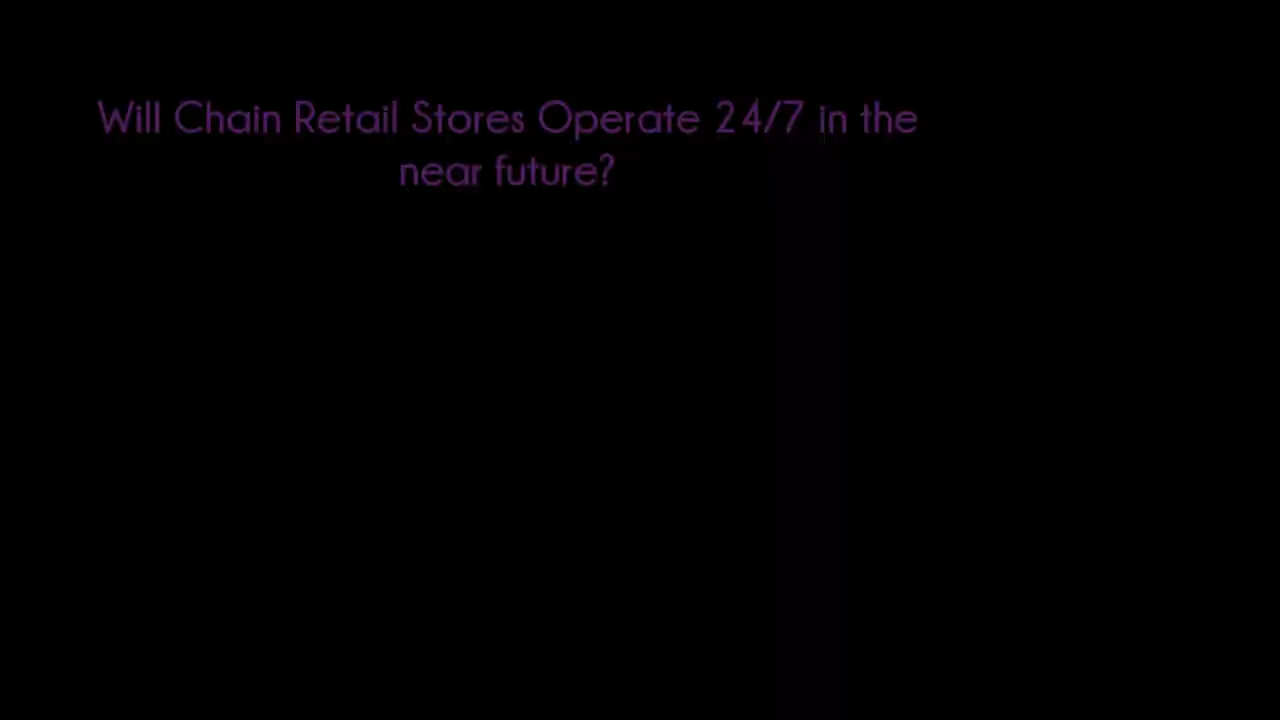 Will Chain Retail Stores Operate 24/7 in the
near future?